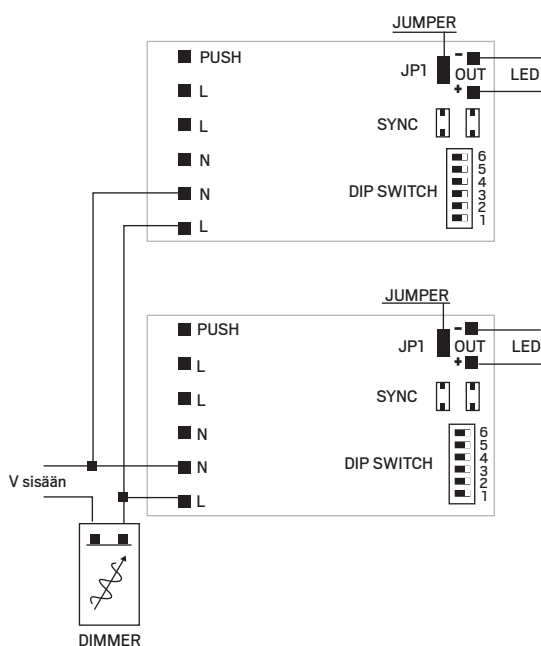 JUMPER
PUSH
- 
JP1 OUT LED
+
L
L
SYNC
N
6
5
4
DIP SWITCH 3
N
2
1
L
JUMPER
PUSH
-
JP1 OUT LED
+
L
L
SYNC
N
6
5
4
DIP SWITCH 3
N
2
1
V sisään
L
DIMMER